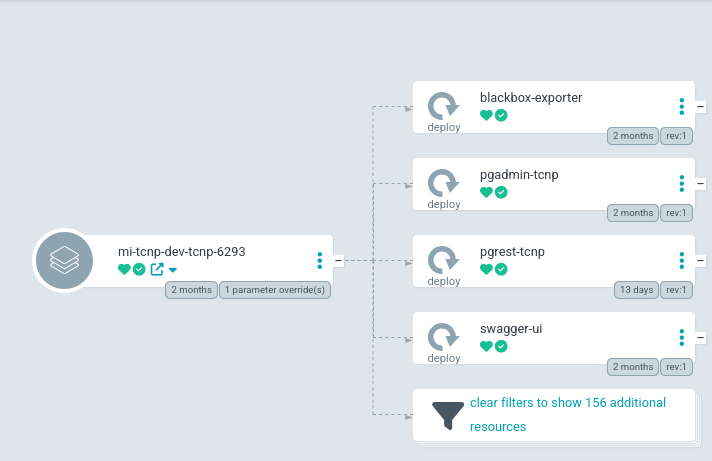 blackbox-exporter
deploy
2 months
rev:1
pgadmin-tcnp
deploy
2 months
rev:1
mi-tcnp-dev-tcnp-6293
2 months
1 parameter override(s)
pgrest-tcnp
deploy
13 days
rev:1
swagger-ui
deploy
2 months
rev:1
clear filters to show 156 additional
resources